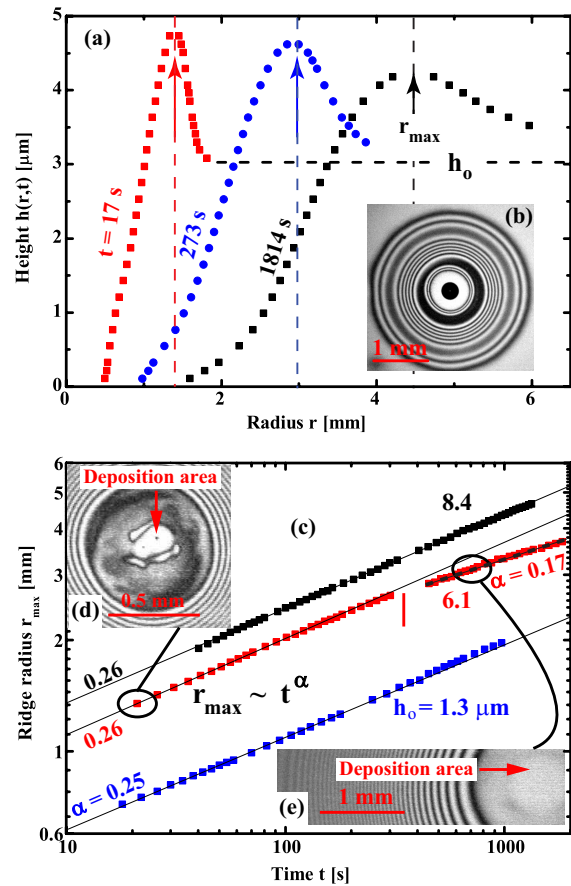 (a)
5
4
3
2
1
0
Height h(r,t) [μm]
t = 17 s
273 s
1814 s
r_max
h_o
(b)
1 mm
0 2 4 6
Radius r [mm]
6
5
4
3
2
1
0.6
Ridge radius r_max [mm]
Deposition area
(c)
8.4
(d)
0.5 mm
α = 0.17
6.1
0.26
r_max ~ t^α
0.26
h_o = 1.3 μm
α = 0.25
Deposition area
1 mm
(e)
10 100 1000
Time t [s]